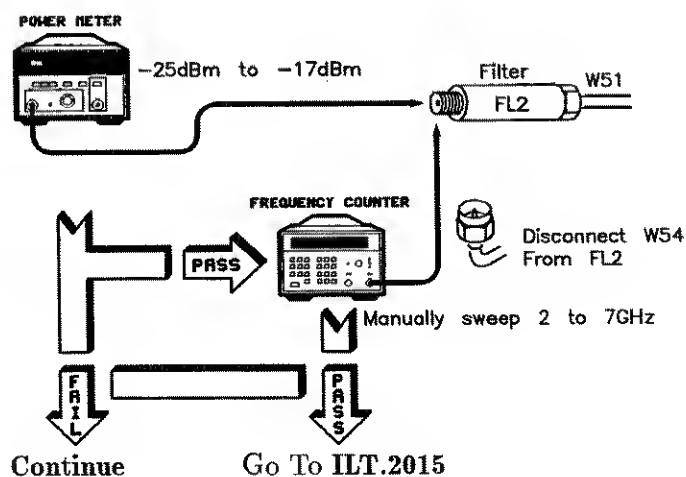 POWER METER
-25dBm to -17dBm
Filter
W51
FL2
FREQUENCY COUNTER
Disconnect W54
From FL2
PASS
Manually sweep 2 to 7GHz
FAIL
PASS
Continue
Go To ILT.2015